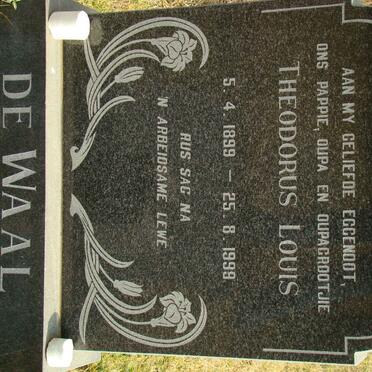 AAN MY GELIEFDE EGGENOOT,
ONS PAPPIE, OUPA EN OUPAGROOTJIE
THEODORUS LOUIS
5. 4. 1899 — 25. 8. 1999
RUS SAG NA
'N ARBEIDSAME LEWE
DE WAAL